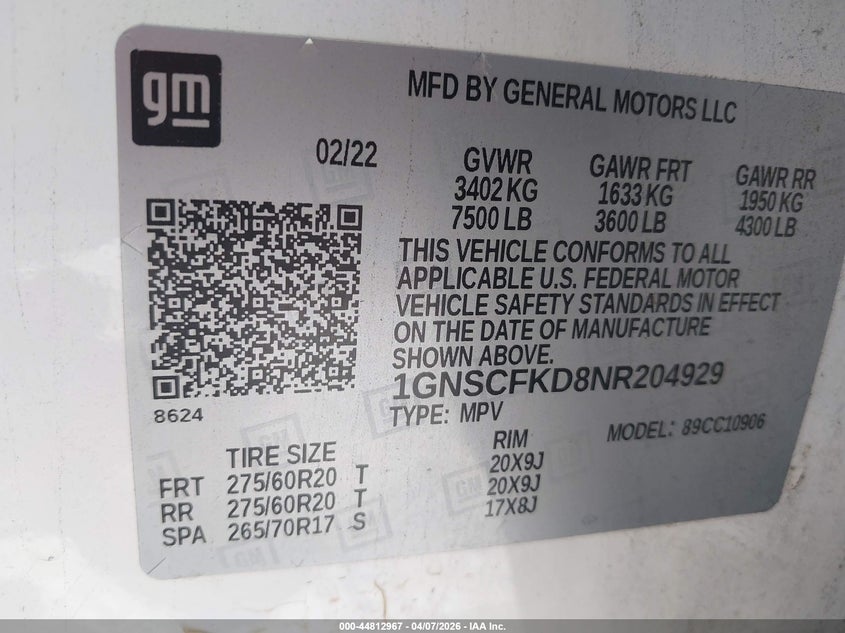 gm
MFD BY GENERAL MOTORS LLC
02/22
GVWR GAWR FRT GAWR RR
3402 KG 1633 KG 1950 KG
7500 LB 3600 LB 4300 LB
THIS VEHICLE CONFORMS TO ALL
APPLICABLE U.S. FEDERAL MOTOR
VEHICLE SAFETY STANDARDS IN EFFECT
ON THE DATE OF MANUFACTURE
SHOWN ABOVE.
1GNSCFKD8NR204929
8624
TYPE: MPV
MODEL: 89CC10906
TIRE SIZE RIM
FRT 275/60R20 T 20X9J
RR 275/60R20 T 20X9J
SPA 265/70R17 S 17X8J
000-44812967 - 04/07/2026 - IAA Inc.